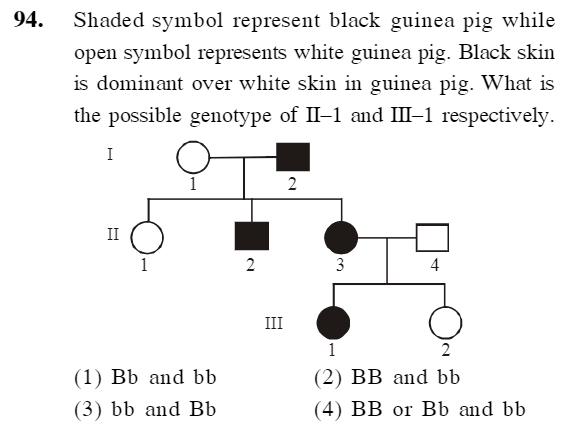 94. Shaded symbol represent black guinea pig while
open symbol represents white guinea pig. Black skin
is dominant over white skin in guinea pig. What is
the possible genotype of II–1 and III–1 respectively.
I
1 2
II
1 2 3 4
III
1 2
(1) Bb and bb (2) BB and bb
(3) bb and Bb (4) BB or Bb and bb